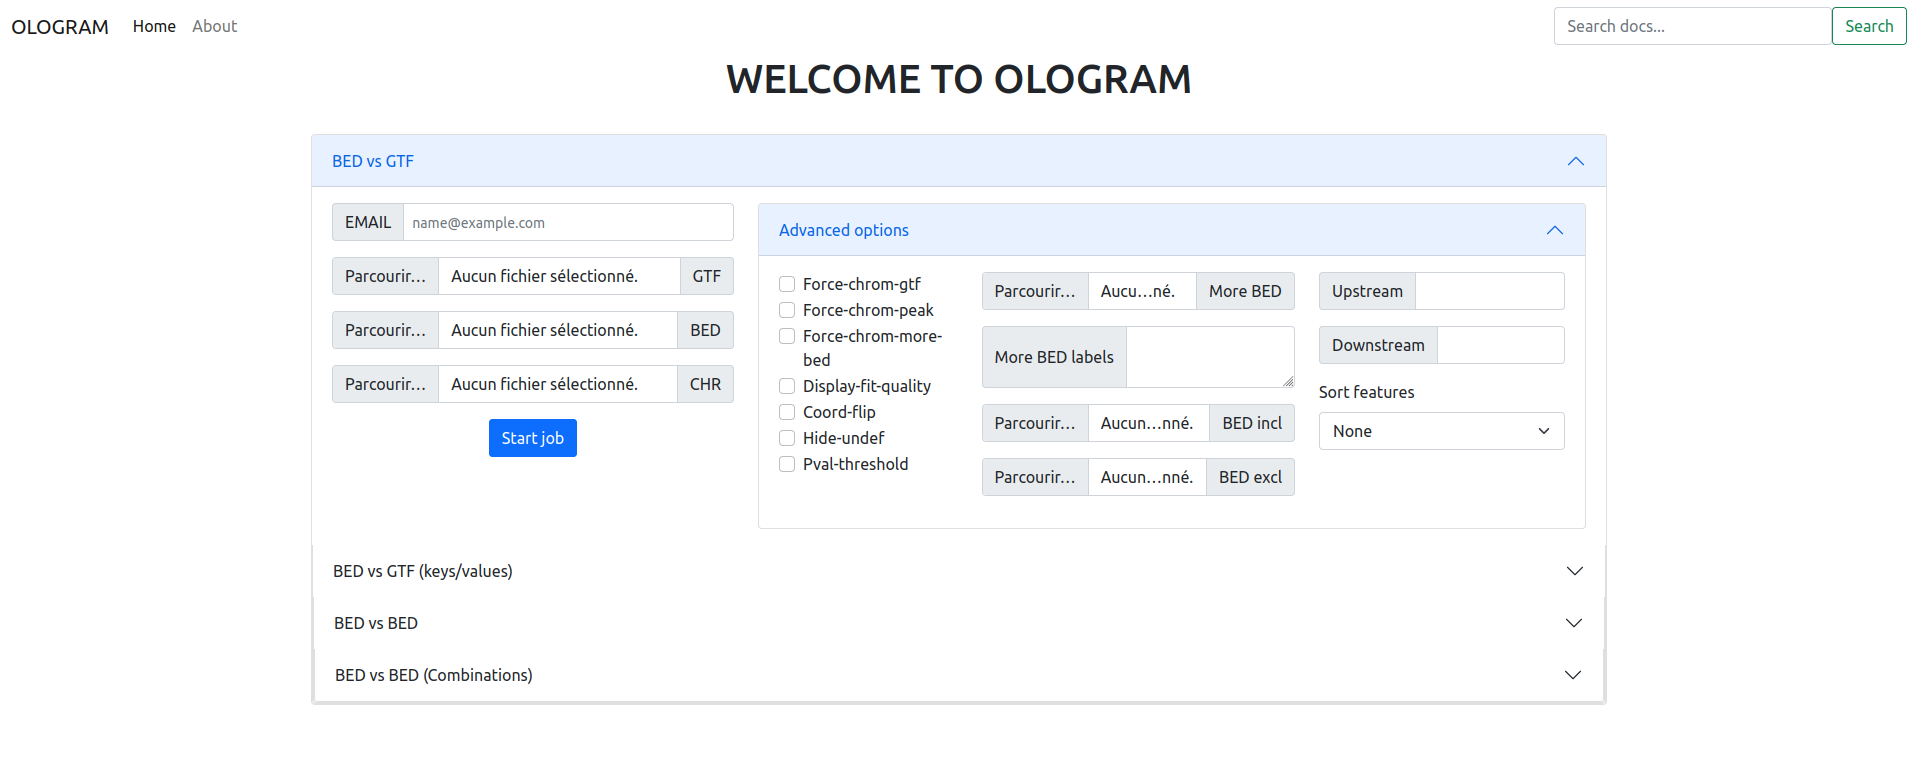 OLOGRAM Home About Search docs... Search
WELCOME TO OLOGRAM
BED vs GTF
EMAIL name@example.com
Parcourir... Aucun fichier sélectionné. GTF
Parcourir... Aucun fichier sélectionné. BED
Parcourir... Aucun fichier sélectionné. CHR
Start job
Advanced options
Force-chrom-gtf
Force-chrom-peak
Force-chrom-more-
bed
Display-fit-quality
Coord-flip
Hide-undef
Pval-threshold
Parcourir... Aucu...né. More BED
More BED labels
Parcourir... Aucun...nné. BED incl
Parcourir... Aucun...nné. BED excl
Upstream
Downstream
Sort features
None
BED vs GTF (keys/values)
BED vs BED
BED vs BED (Combinations)